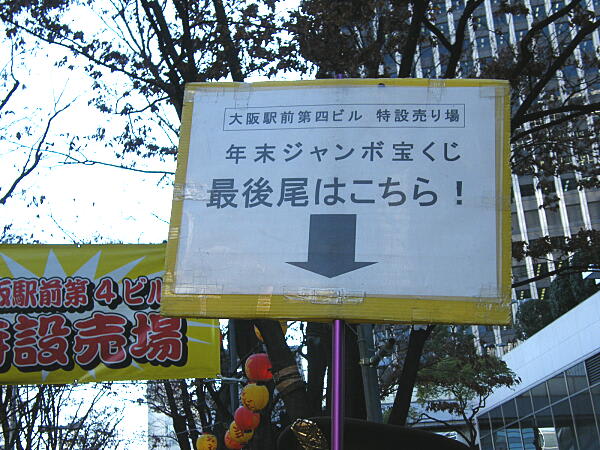 大阪駅前第四ビル 特設売り場
年末ジャンボ宝くじ
最後尾はこちら!
阪駅前第4ビル
特設売場